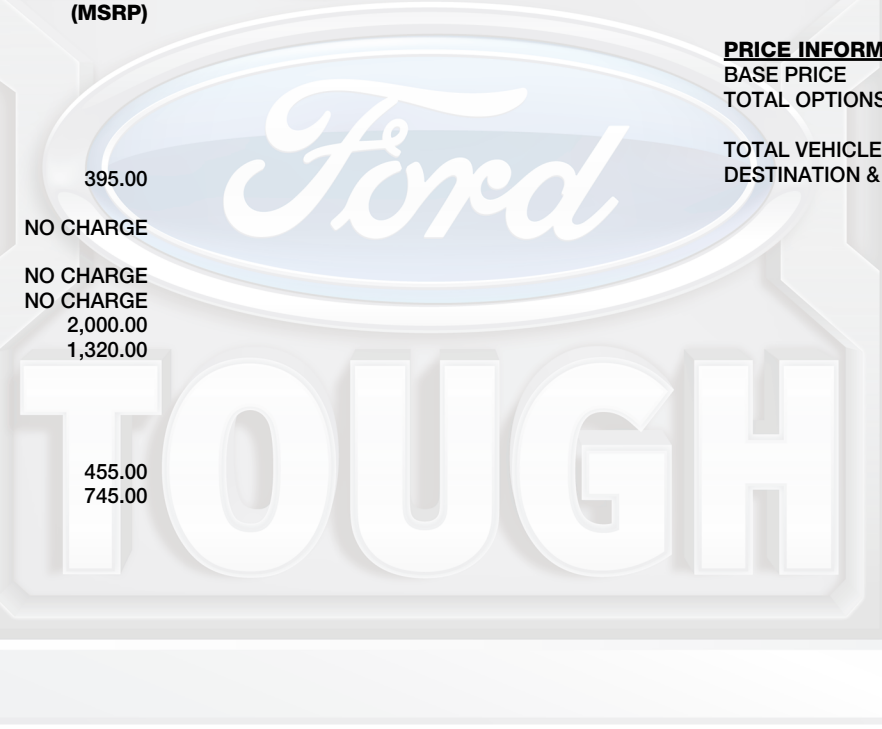 (MSRP)
395.00
NO CHARGE
NO CHARGE
NO CHARGE
2,000.00
1,320.00
455.00
745.00
PRICE INFORM
BASE PRICE
TOTAL OPTIONS
TOTAL VEHICLE
DESTINATION &
Ford
TOUGH